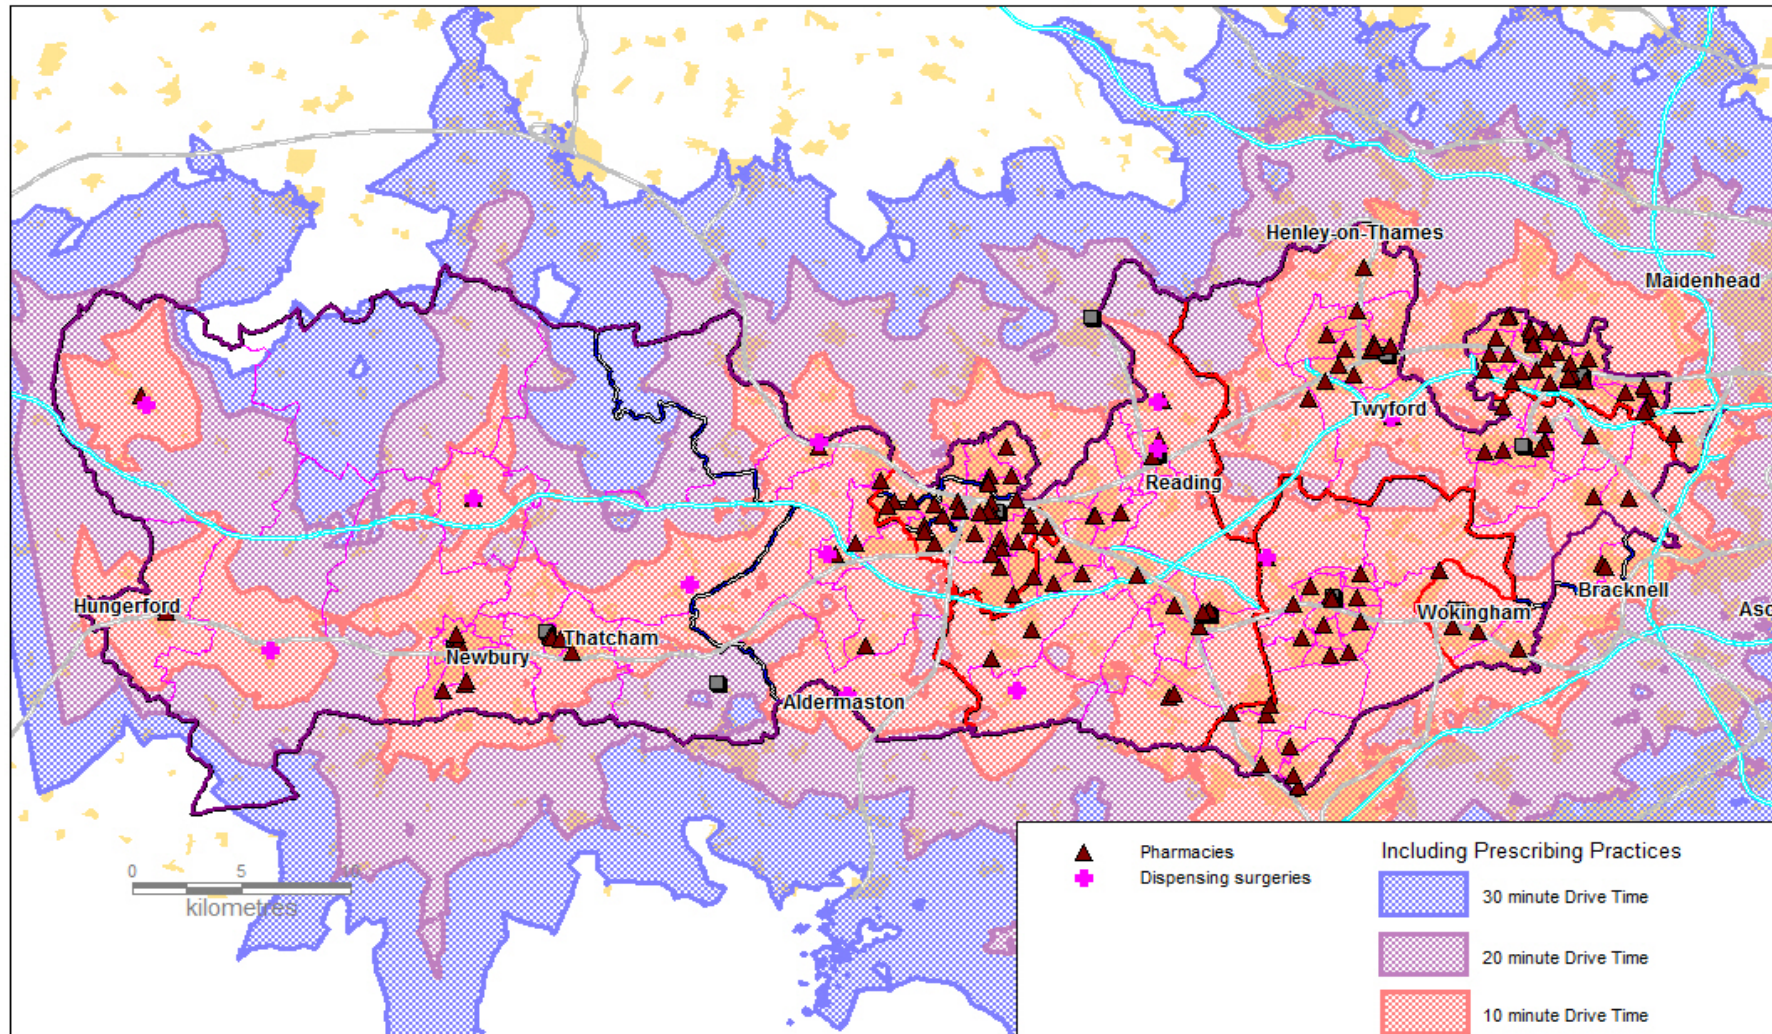 Henley-on-Thames
Maidenhead
Twyford
Reading
Hungerford
Thatcham
Newbury
Aldermaston
Wokingham
Bracknell
Asc
0 5
kilometres
Pharmacies
Dispensing surgeries
Including Prescribing Practices
30 minute Drive Time
20 minute Drive Time
10 minute Drive Time